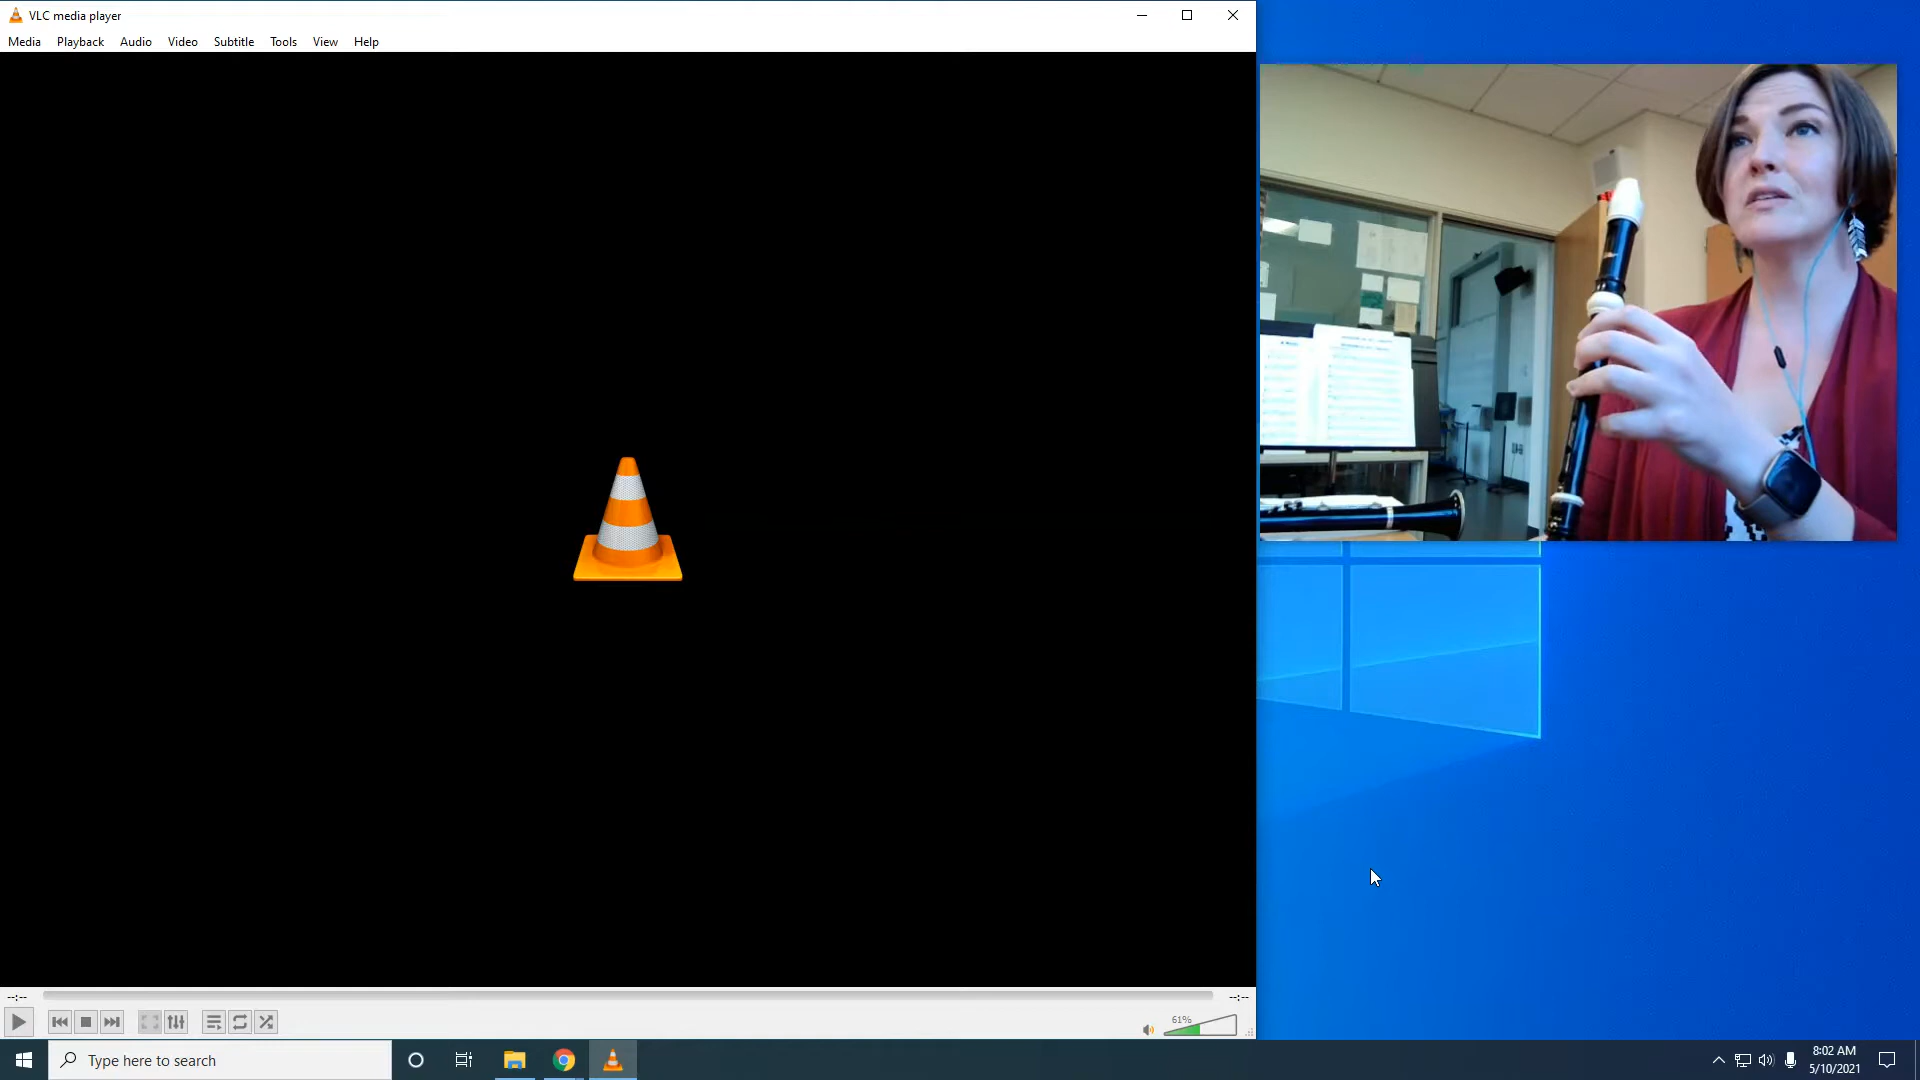 VLC media player
Media Playback Audio Video Subtitle Tools View Help
--:-- --:--
61%
Type here to search
8:02 AM
5/10/2021